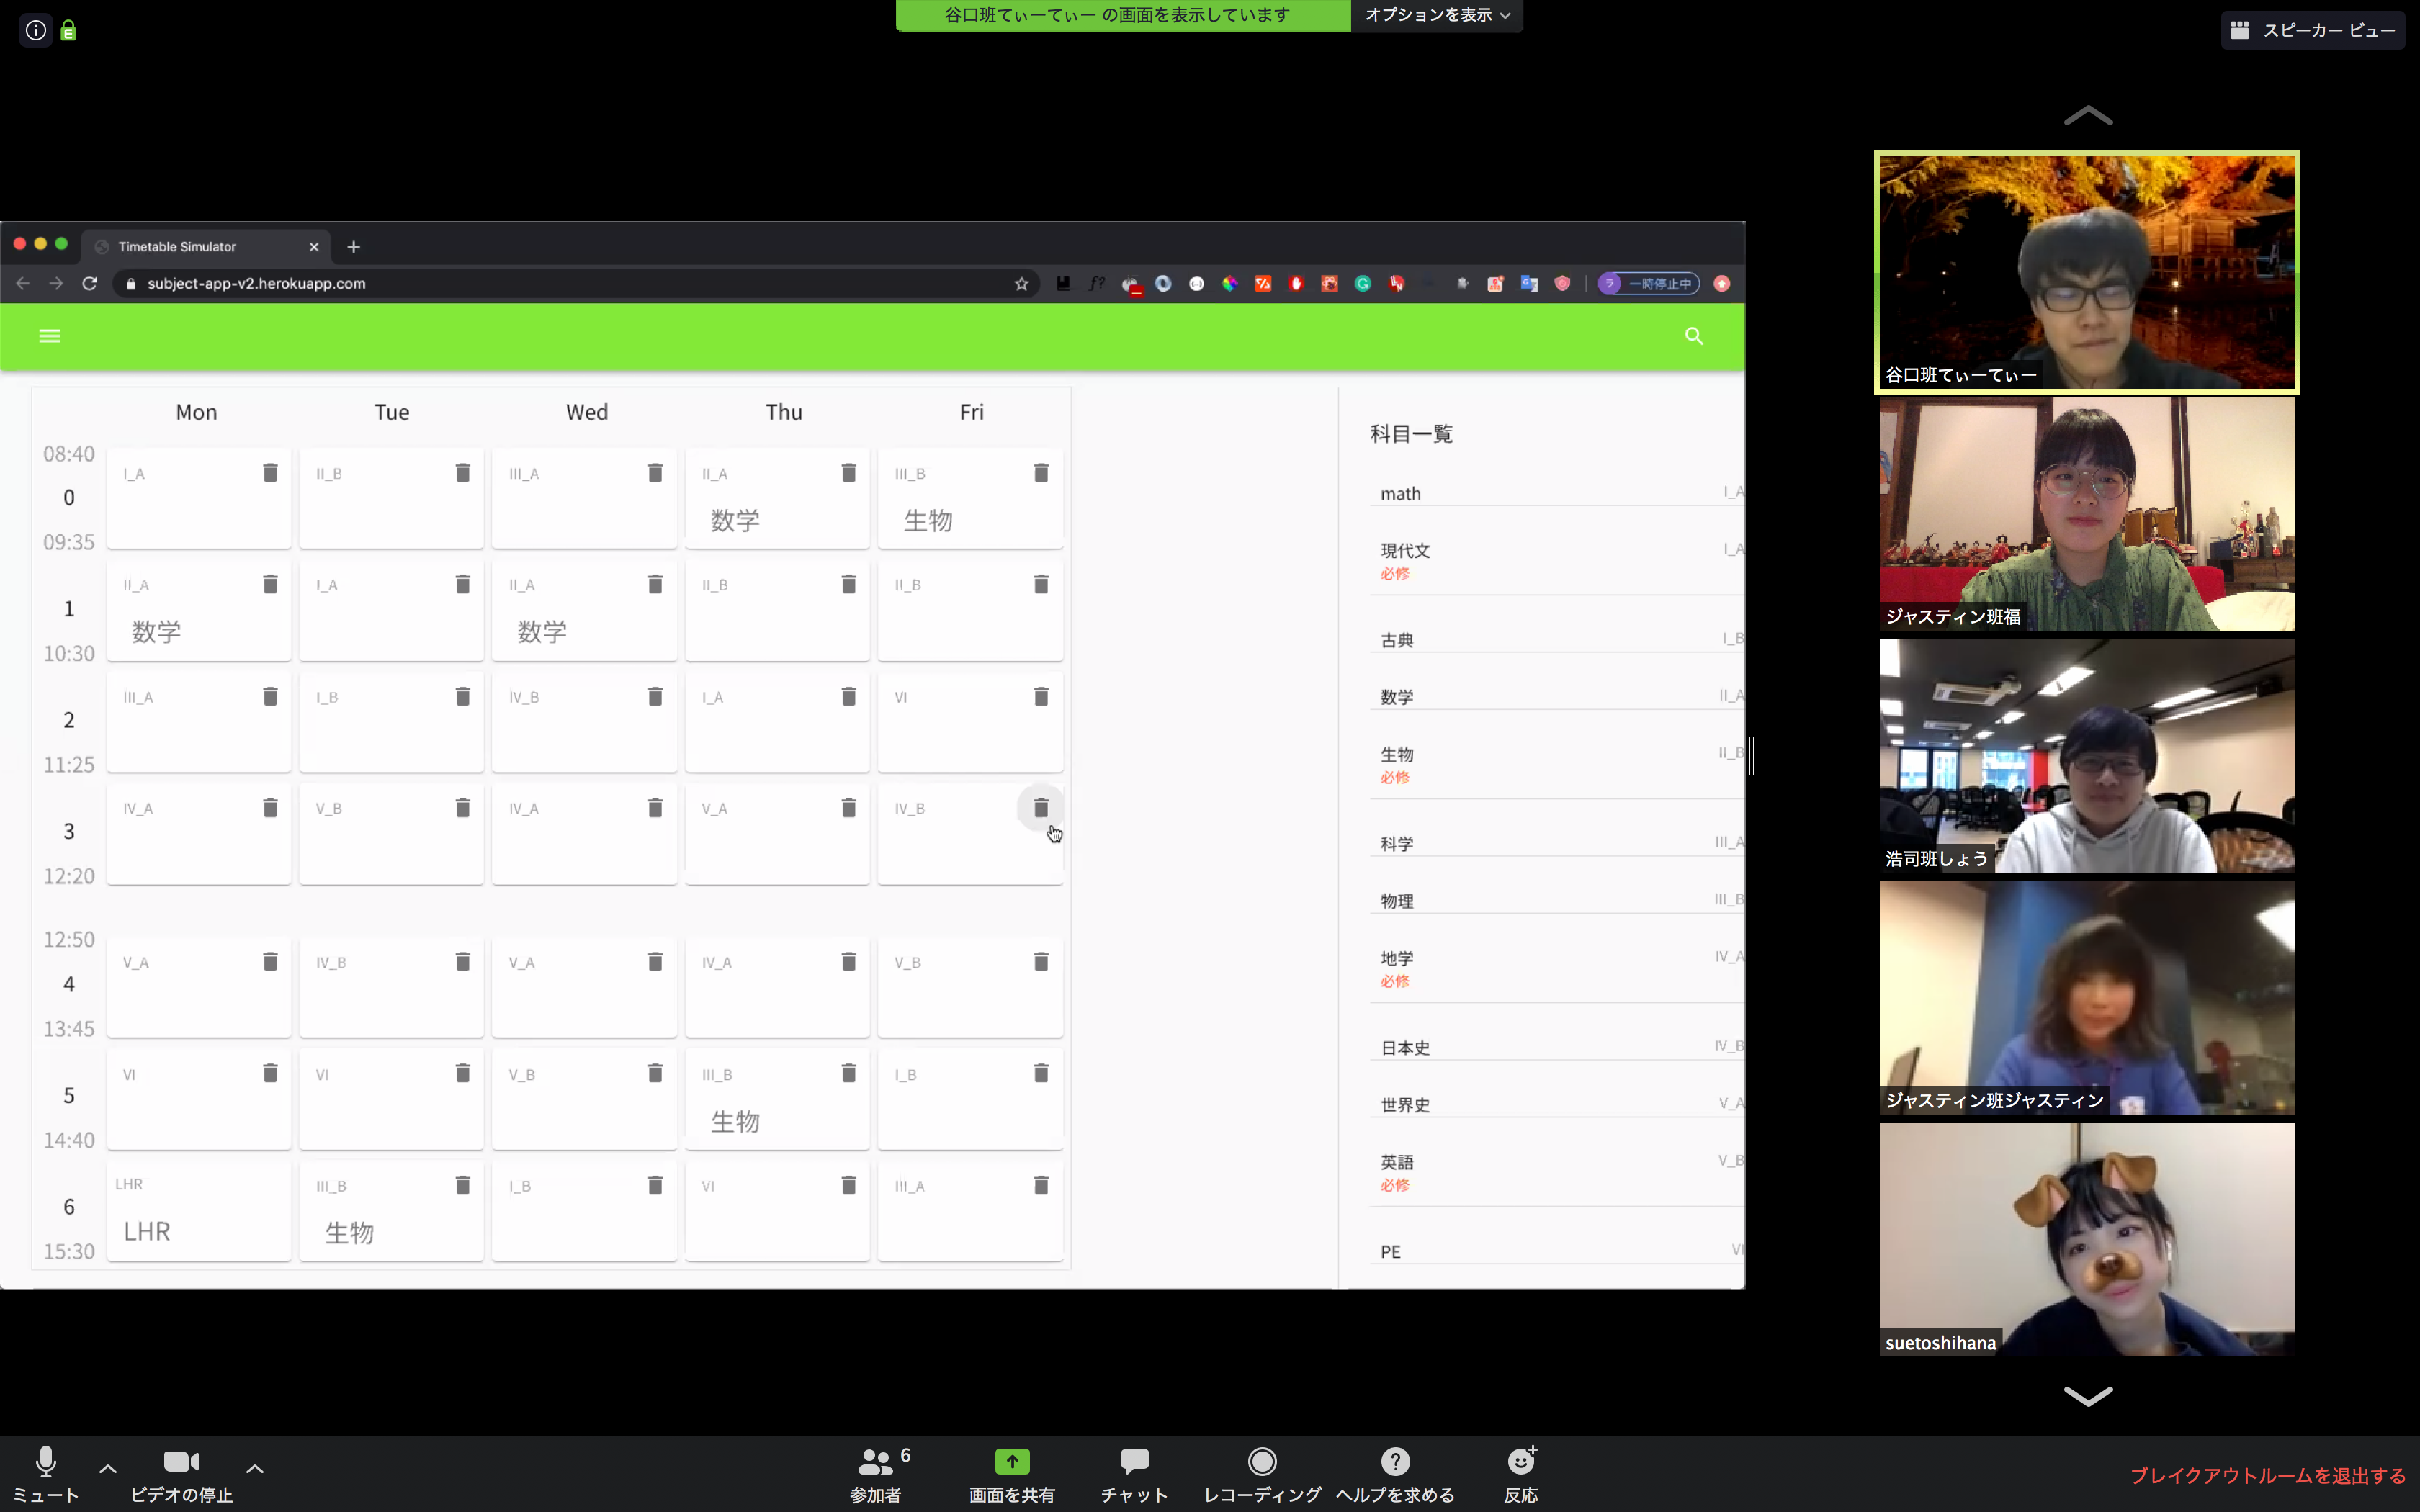 谷口班てぃーてぃー の画面を表示しています
オプションを表示
スピーカー ビュー
Timetable Simulator
subject-app-v2.herokuapp.com
ラ 一時停止中
Mon Tue Wed Thu Fri
08:40
I_A II_B III_A II_A III_B
0
数学 生物
09:35
II_A I_A II_A II_B II_B
1
数学 数学
10:30
III_A I_B IV_B I_A VI
2
11:25
IV_A V_B IV_A V_A IV_B
3
12:20
12:50
V_A IV_B V_A IV_A V_B
4
13:45
VI VI V_B III_B I_B
5
生物
14:40
LHR III_B I_B VI III_A
6
LHR 生物
15:30
科目一覧
math I_A
現代文 I_A
必修
古典 I_B
数学 II_A
生物 II_B
必修
科学 III_A
物理 III_B
地学 IV_A
必修
日本史 IV_B
世界史 V_A
英語 V_B
必修
PE VI
谷口班てぃーてぃー
ジャスティン班福
浩司班しょう
ジャスティン班ジャスティン
suetoshihana
ミュート
ビデオの停止
6
参加者
画面を共有
チャット
レコーディング
ヘルプを求める
反応
ブレイクアウトルームを退出する